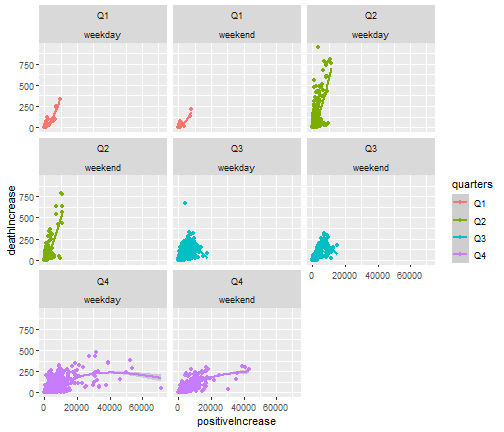 Q1
weekday
Q1
weekend
Q2
weekday
750
500
250
0
Q2
weekend
Q3
weekday
Q3
weekend
750
500
250
0
0
20000
40000
60000
Q4
weekday
Q4
weekend
750
500
250
0
0
20000
40000
60000
0
20000
40000
60000
positiveIncrease
deathIncrease
quarters
Q1
Q2
Q3
Q4